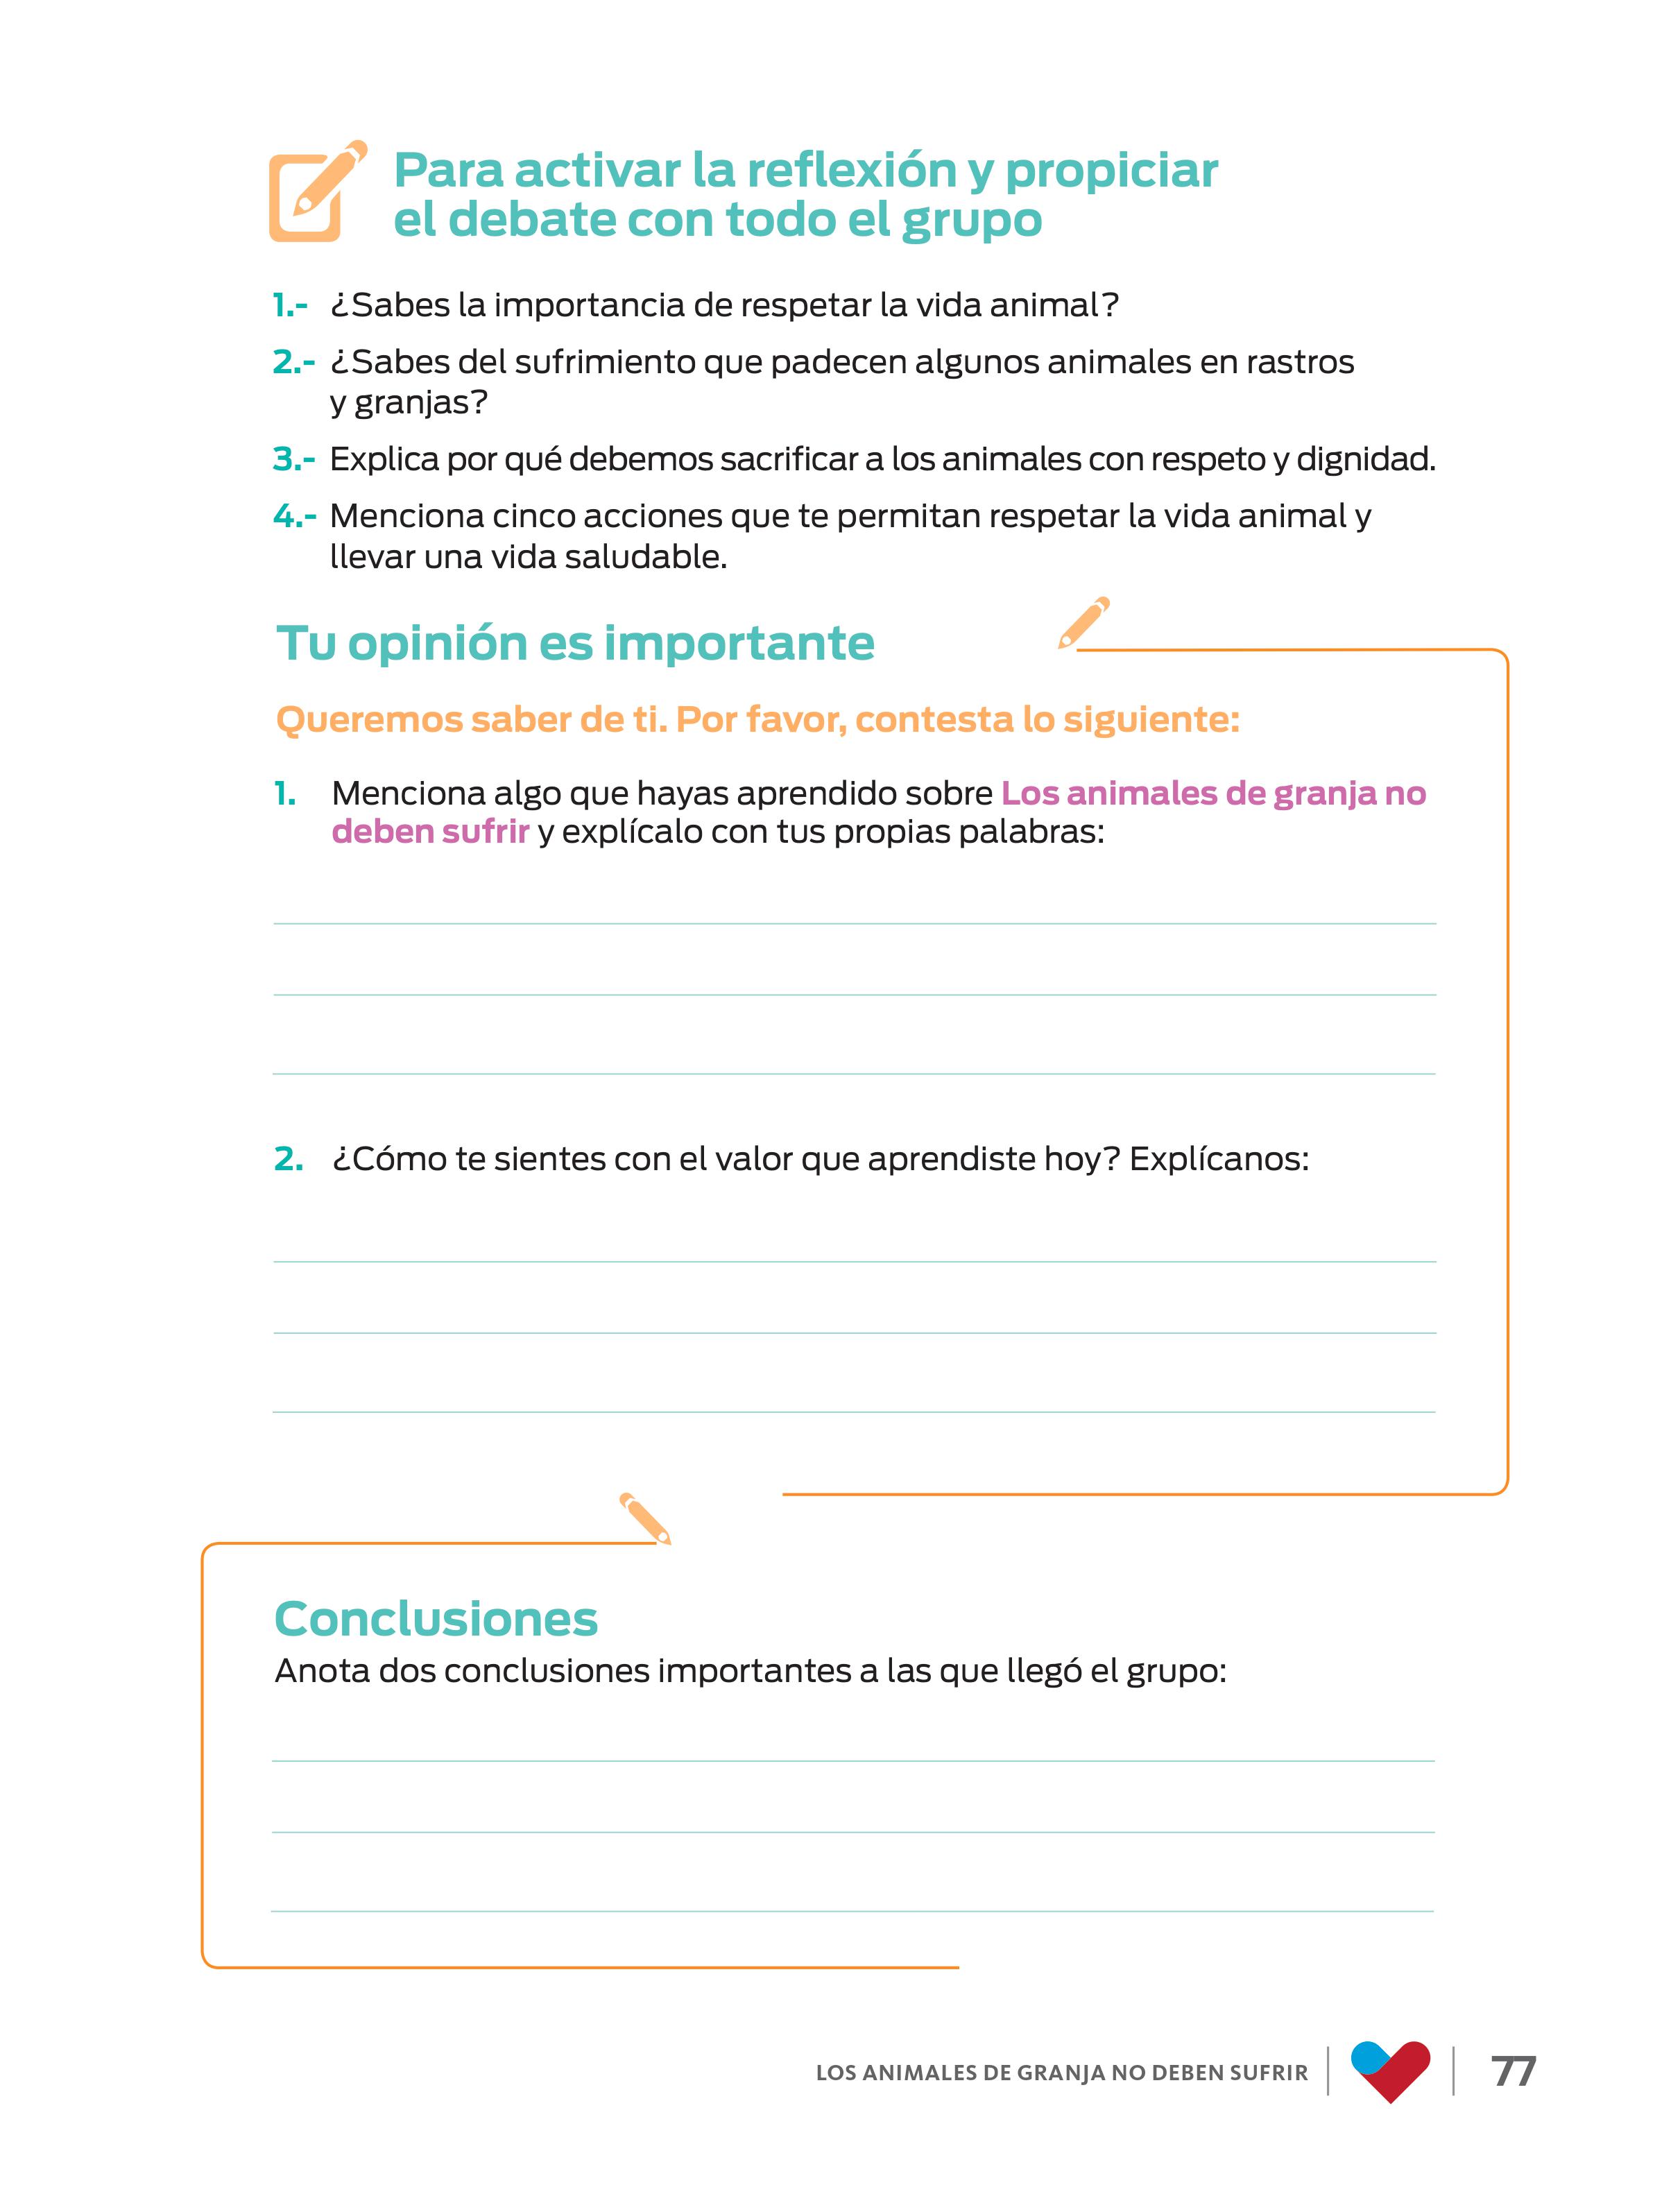 Para activar la reflexión y propiciar
el debate con todo el grupo
1.- ¿Sabes la importancia de respetar la vida animal?
2.- ¿Sabes del sufrimiento que padecen algunos animales en rastros
y granjas?
3.- Explica por qué debemos sacrificar a los animales con respeto y dignidad.
4.- Menciona cinco acciones que te permitan respetar la vida animal y
llevar una vida saludable.
Tu opinión es importante
Queremos saber de ti. Por favor, contesta lo siguiente:
1. Menciona algo que hayas aprendido sobre Los animales de granja no
deben sufrir y explícalo con tus propias palabras:
2. ¿Cómo te sientes con el valor que aprendiste hoy? Explícanos:
Conclusiones
Anota dos conclusiones importantes a las que llegó el grupo:
LOS ANIMALES DE GRANJA NO DEBEN SUFRIR 77